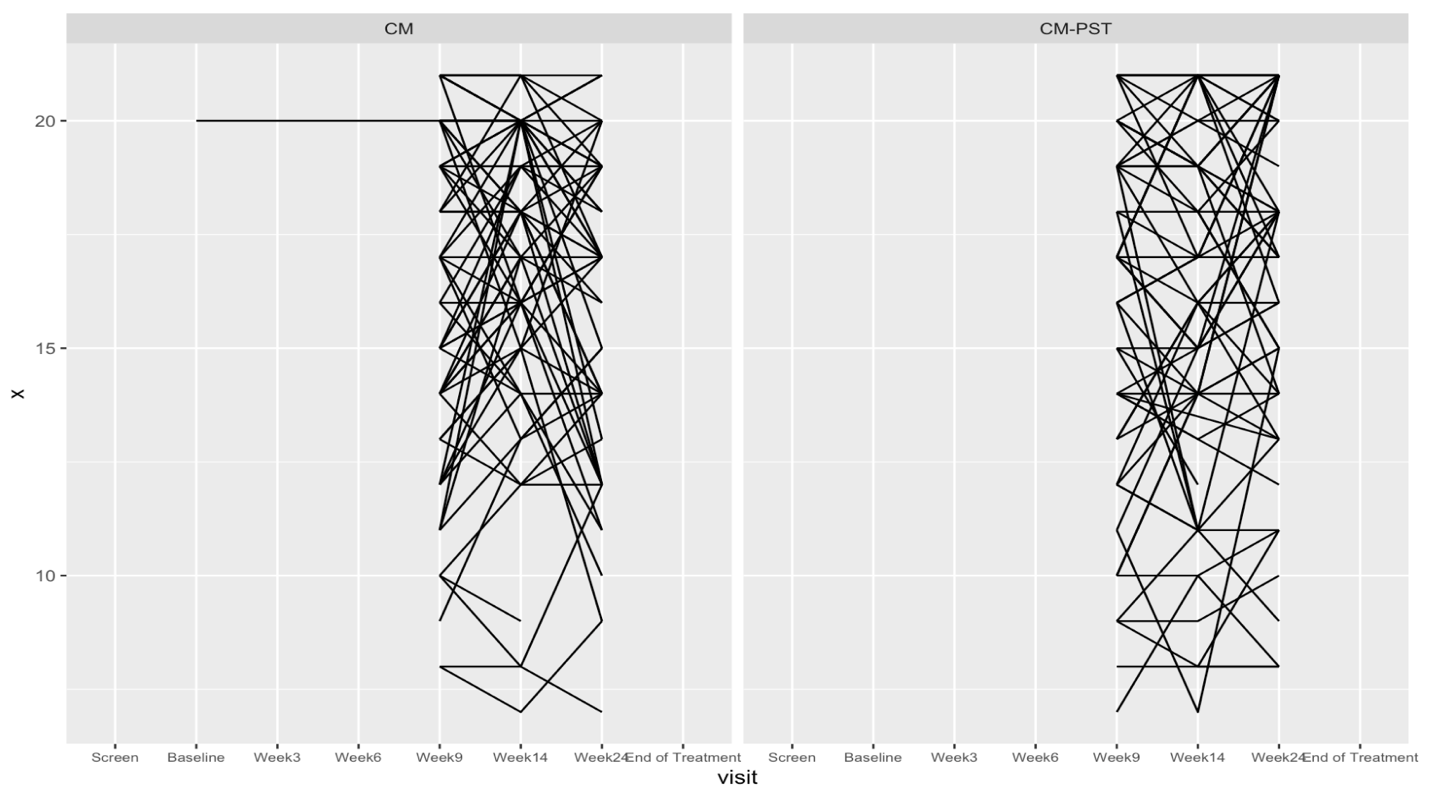 CM CM-PST
20
15
10
x
Screen Baseline Week3 Week6 Week9 Week14 Week24 End of Treatment Screen Baseline Week3 Week6 Week9 Week14 Week24 End of Treatment
visit